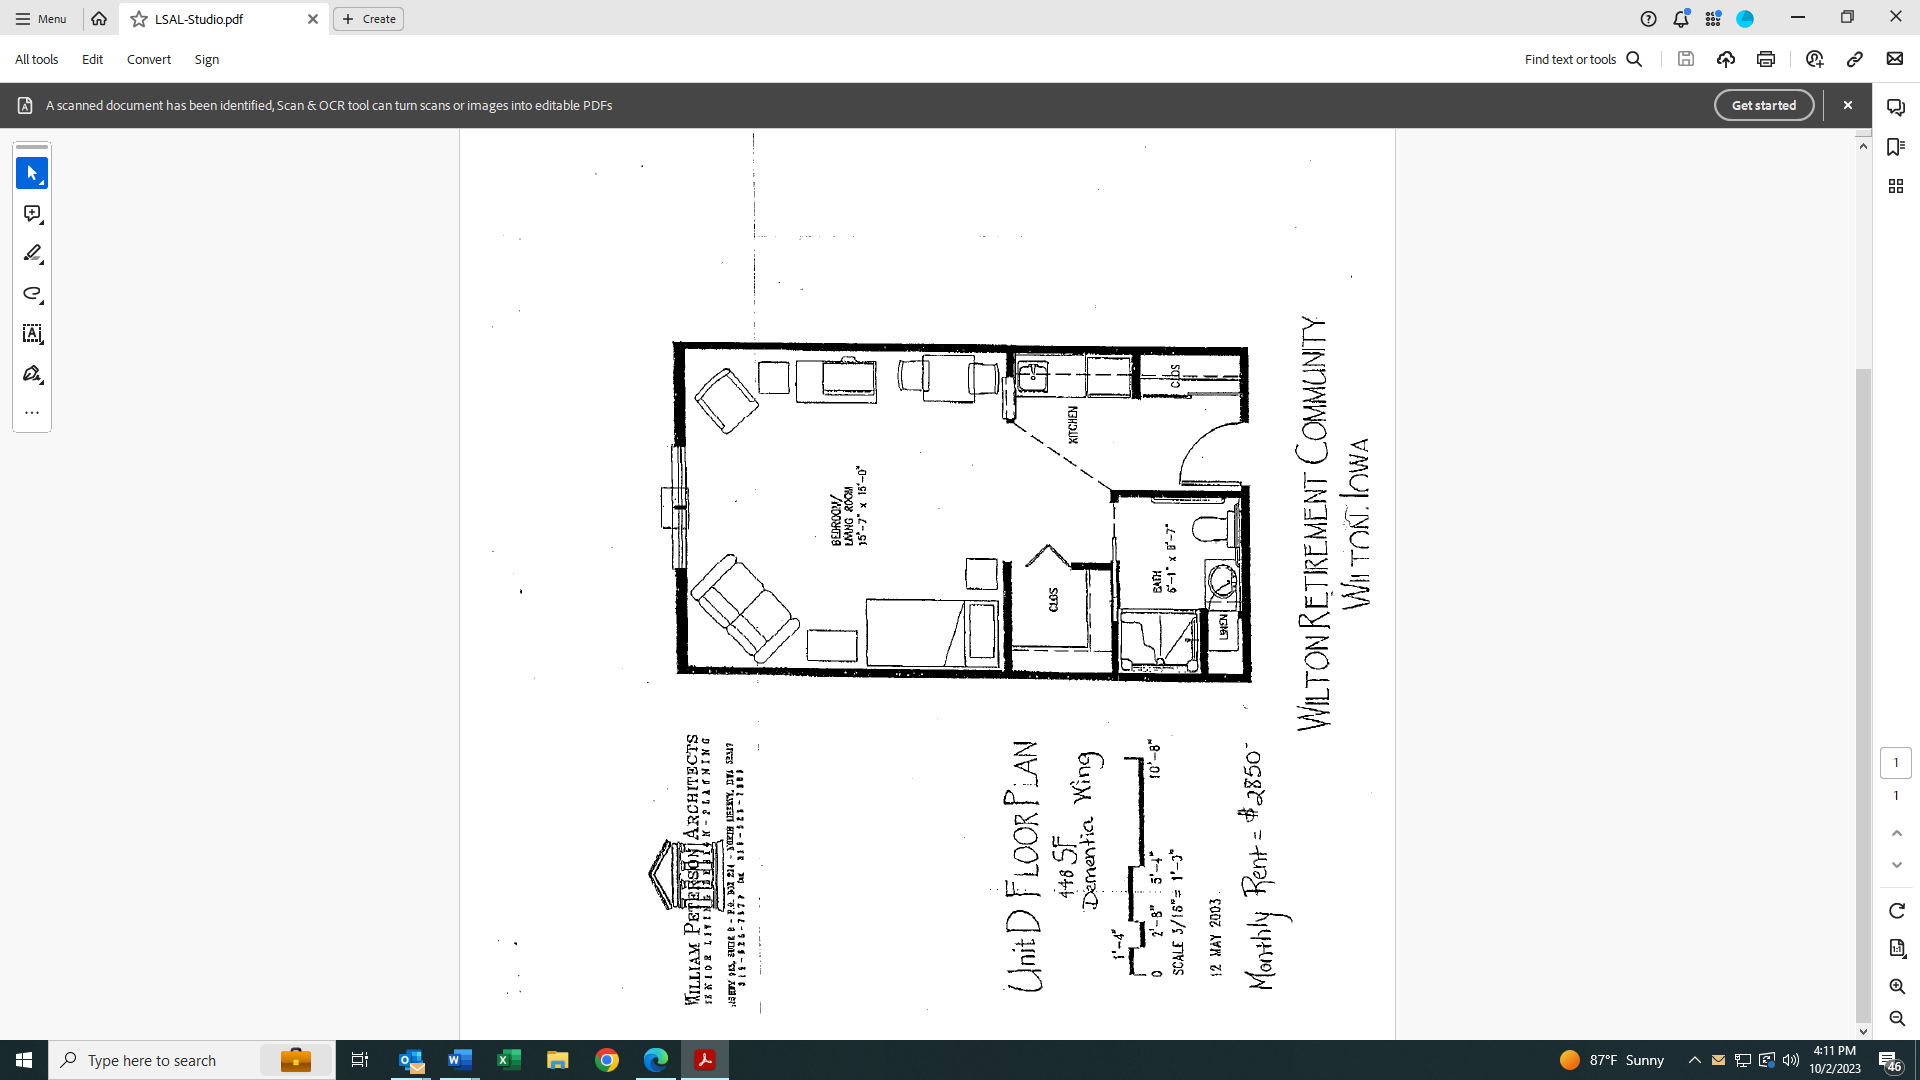 Menu
LSAL-Studio.pdf
Create
All tools
Edit
Convert
Sign
Find text or tools
A scanned document has been identified, Scan & OCR tool can turn scans or images into editable PDFs
Get started
BEDROOM/
LIVING ROOM
15'-7" x 15'-0"
KITCHEN
CLOS
CLOS
BATH
6'-1" x 8'-7"
LINEN
WILTON RETIREMENT COMMUNITY
WILTON, IOWA
WILLIAM PETERSON ARCHITECTS
SENIOR LIVING DESIGN - PLANNING
Unit D FLOOR PLAN
448 SF
Dementia Wing
1'-4"
10'-8"
0 2'-8" 5'-4"
SCALE 3/16" = 1'-3"
12 MAY 2003
Monthly Rent = $2850-
1
1
Type here to search
87°F Sunny
4:11 PM
10/2/2023
46